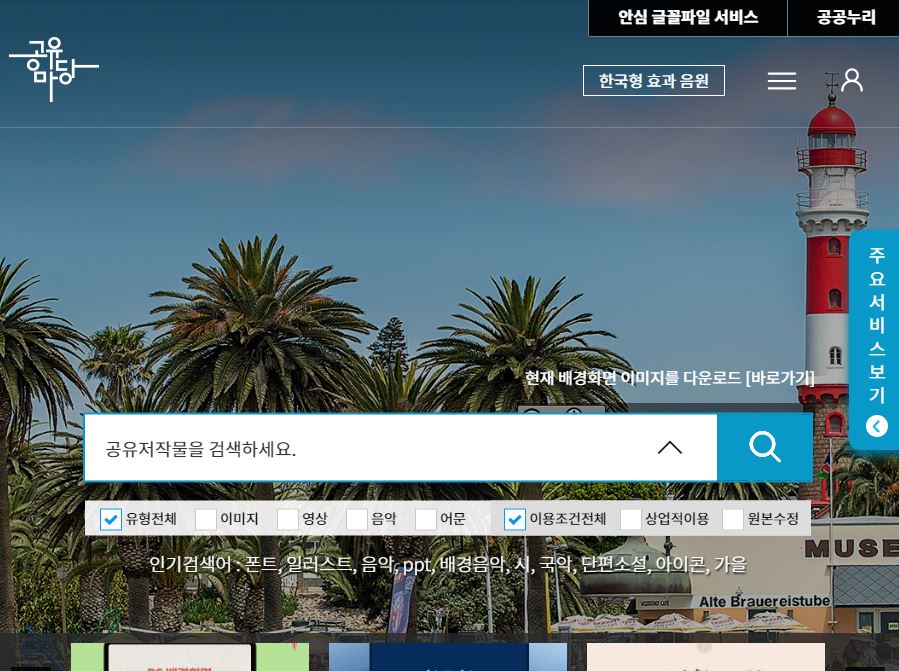 안심 글꼴파일 서비스
공공누리
공유마당
한국형 효과 음원
주요서비스보기
현재 배경화면 이미지를 다운로드 [바로가기]
공유저작물을 검색하세요.
유형전체 이미지 영상 음악 어문 이용조건전체 상업적이용 원본수정
인기검색어 : 폰트, 일러스트, 음악, ppt, 배경음악, 시, 국악, 단편소설, 아이콘, 가을
MUSE
Alte Brauereistube